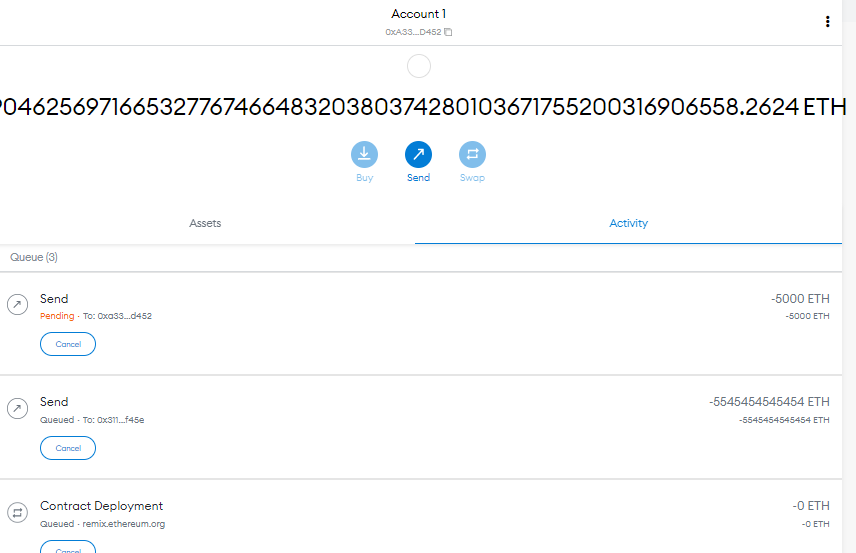 Account 1
0xA33...D452
904625697166532776746648320380374280103671755200316906558.2624 ETH
Buy
Send
Swap
Assets
Activity
Queue (3)
Send
-5000 ETH
Pending · To: 0xa33...d452
-5000 ETH
Cancel
Send
-5545454545454 ETH
Queued · To: 0x311...f45e
-5545454545454 ETH
Cancel
Contract Deployment
-0 ETH
Queued · remix.ethereum.org
-0 ETH
Cancel